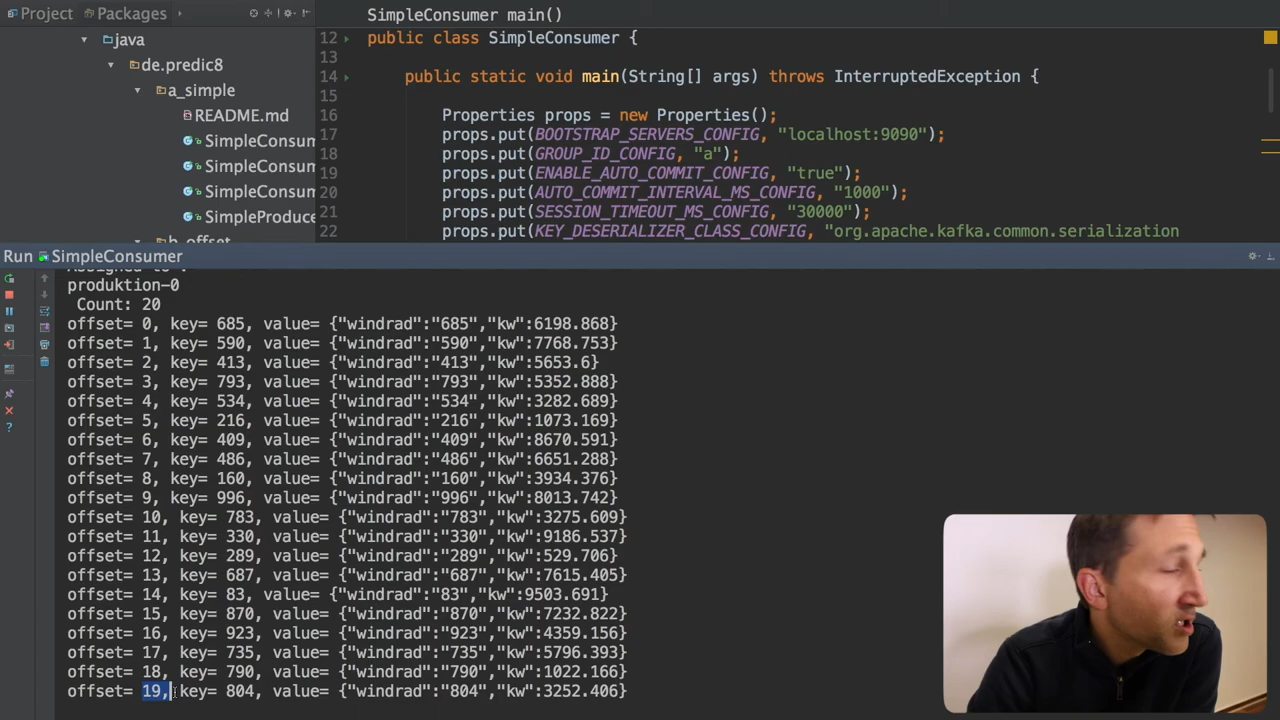 Project Packages
java
de.predic8
a_simple
README.md
SimpleConsum
SimpleConsum
SimpleConsum
SimpleProduce
b_offset
SimpleConsumer main()
12 public class SimpleConsumer {
13
14 public static void main(String[] args) throws InterruptedException {
15
16 Properties props = new Properties();
17 props.put(BOOTSTRAP_SERVERS_CONFIG, "localhost:9090");
18 props.put(GROUP_ID_CONFIG, "a");
19 props.put(ENABLE_AUTO_COMMIT_CONFIG, "true");
20 props.put(AUTO_COMMIT_INTERVAL_MS_CONFIG, "1000");
21 props.put(SESSION_TIMEOUT_MS_CONFIG, "30000");
22 props.put(KEY_DESERIALIZER_CLASS_CONFIG, "org.apache.kafka.common.serialization
Run SimpleConsumer
Assigned to :
produktion-0
Count: 20
offset= 0, key= 685, value= {"windrad":"685","kw":6198.868}
offset= 1, key= 590, value= {"windrad":"590","kw":7768.753}
offset= 2, key= 413, value= {"windrad":"413","kw":5653.6}
offset= 3, key= 793, value= {"windrad":"793","kw":5352.888}
offset= 4, key= 534, value= {"windrad":"534","kw":3282.689}
offset= 5, key= 216, value= {"windrad":"216","kw":1073.169}
offset= 6, key= 409, value= {"windrad":"409","kw":8670.591}
offset= 7, key= 486, value= {"windrad":"486","kw":6651.288}
offset= 8, key= 160, value= {"windrad":"160","kw":3934.376}
offset= 9, key= 996, value= {"windrad":"996","kw":8013.742}
offset= 10, key= 783, value= {"windrad":"783","kw":3275.609}
offset= 11, key= 330, value= {"windrad":"330","kw":9186.537}
offset= 12, key= 289, value= {"windrad":"289","kw":529.706}
offset= 13, key= 687, value= {"windrad":"687","kw":7615.405}
offset= 14, key= 83, value= {"windrad":"83","kw":9503.691}
offset= 15, key= 870, value= {"windrad":"870","kw":7232.822}
offset= 16, key= 923, value= {"windrad":"923","kw":4359.156}
offset= 17, key= 735, value= {"windrad":"735","kw":5796.393}
offset= 18, key= 790, value= {"windrad":"790","kw":1022.166}
offset= 19, key= 804, value= {"windrad":"804","kw":3252.406}